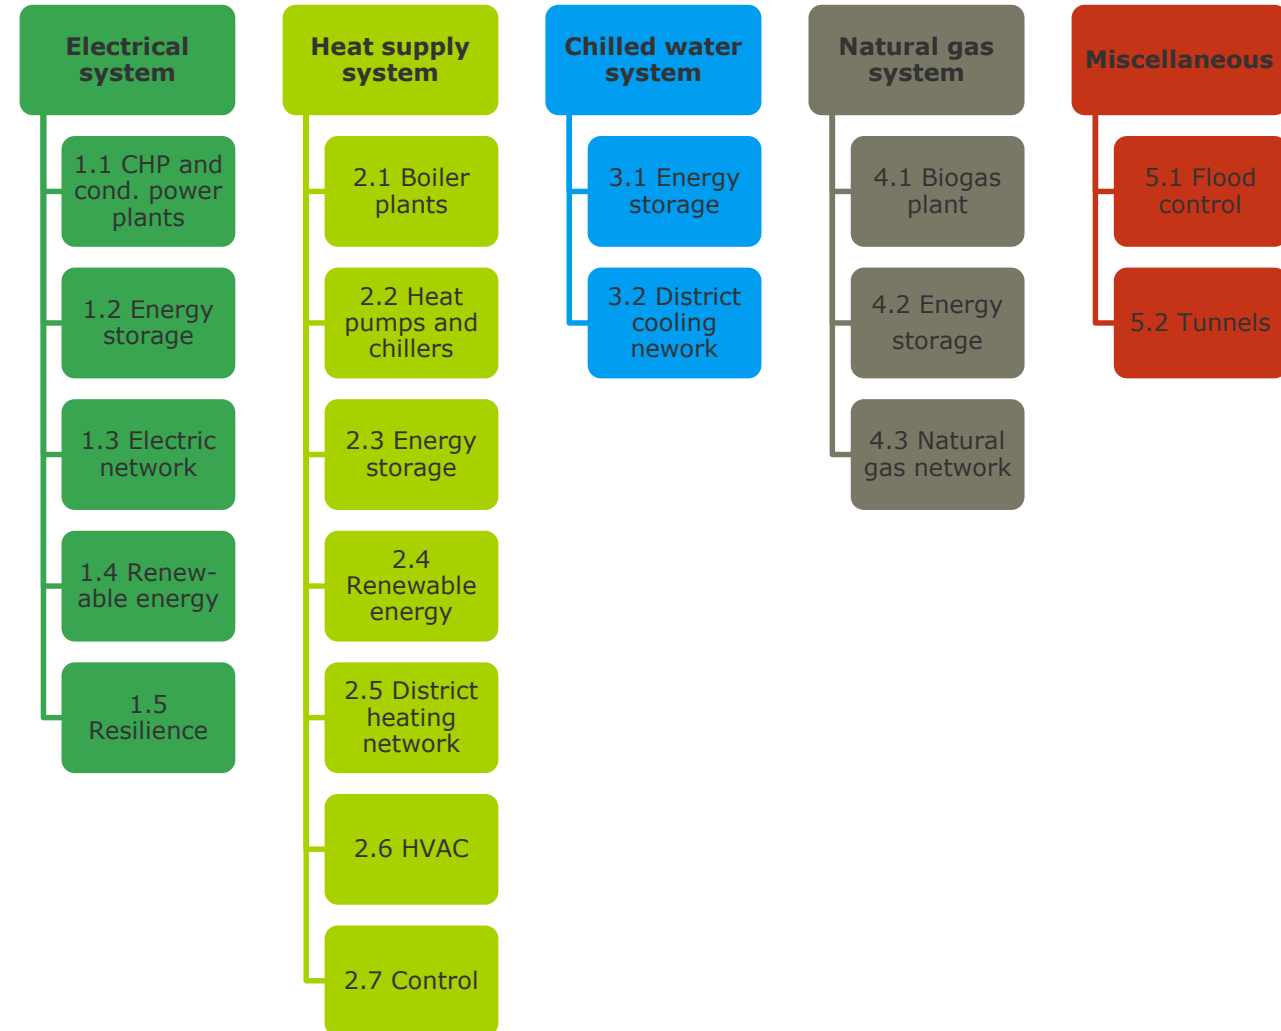 Electrical
system
1.1 CHP and
cond. power
plants
1.2 Energy
storage
1.3 Electric
network
1.4 Renew-
able energy
1.5
Resilience
Heat supply
system
2.1 Boiler
plants
2.2 Heat
pumps and
chillers
2.3 Energy
storage
2.4
Renewable
energy
2.5 District
heating
network
2.6 HVAC
2.7 Control
Chilled water
system
3.1 Energy
storage
3.2 District
cooling
nework
Natural gas
system
4.1 Biogas
plant
4.2 Energy
storage
4.3 Natural
gas network
Miscellaneous
5.1 Flood
control
5.2 Tunnels